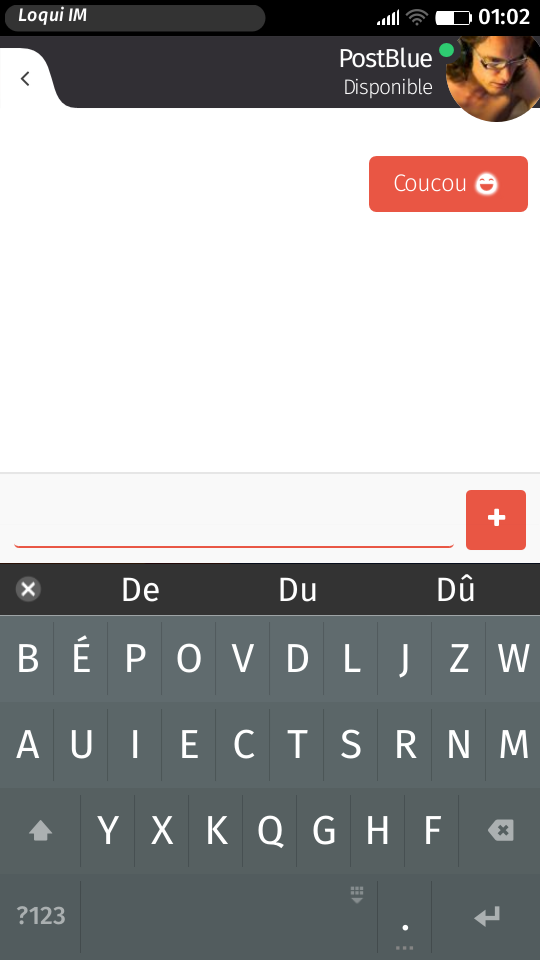 Loqui IM
01:02
PostBlue
Disponible
Coucou
De Du Dû
B É P O V D L J Z W
A U I E C T S R N M
Y X K Q G H F
?123 . ...